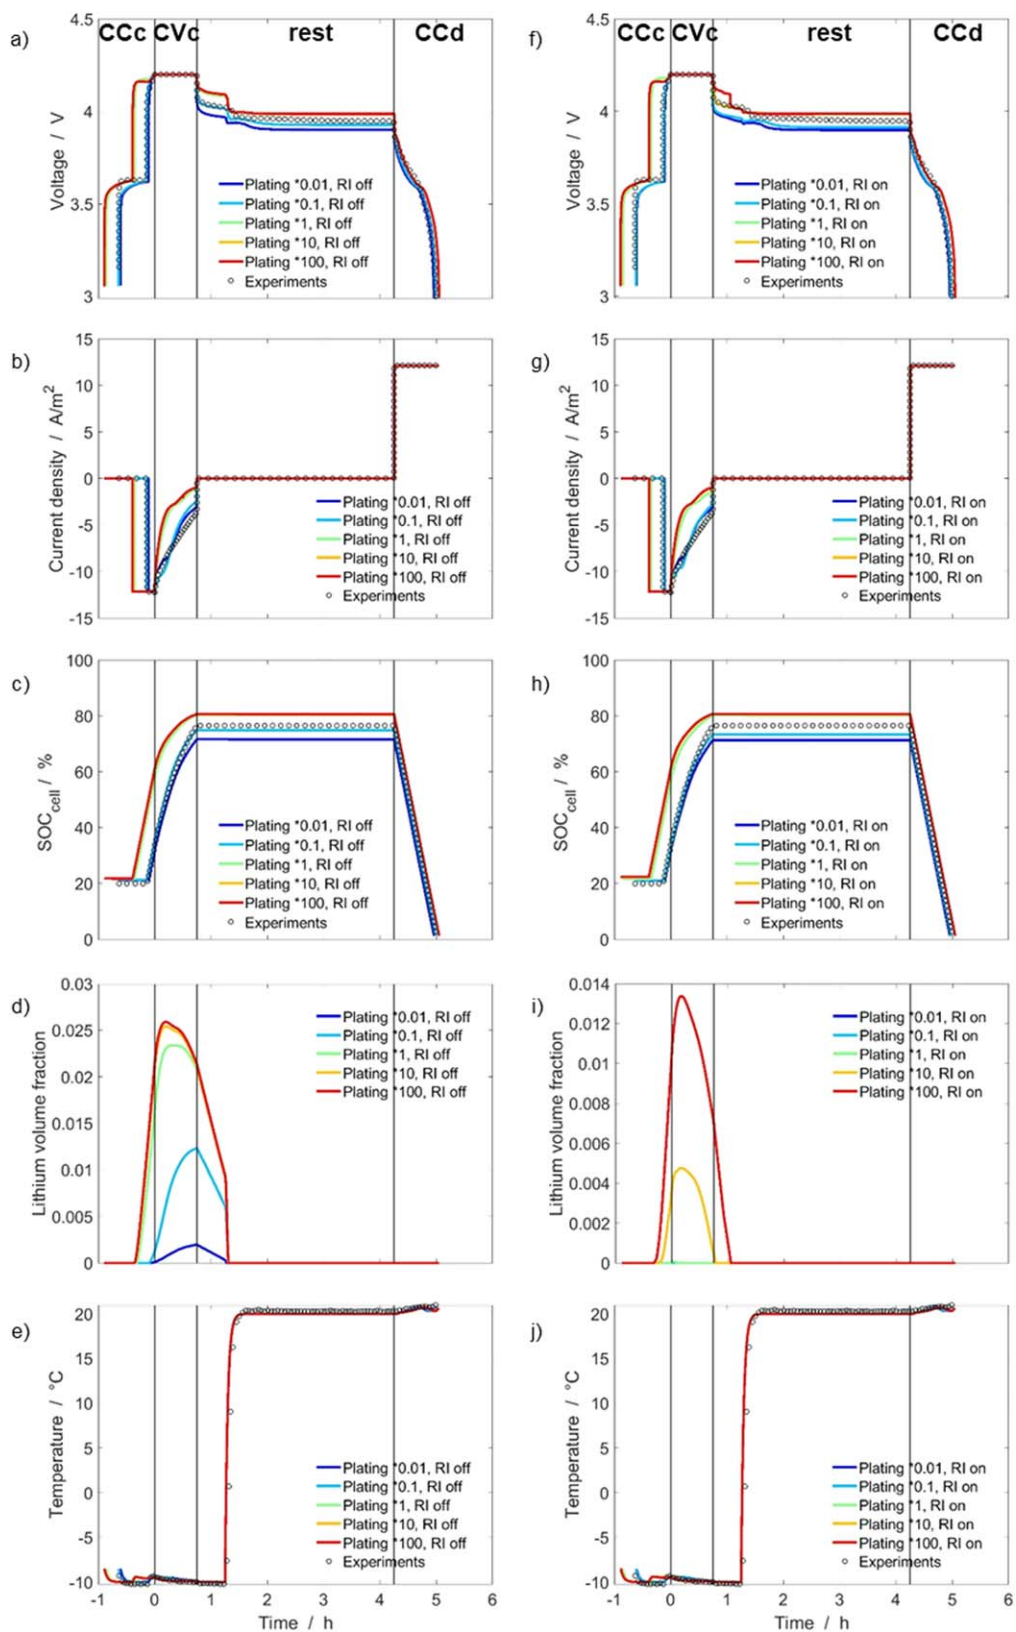 a)
CCc CVc rest CCd
4.5
4
3.5
3
Voltage / V
Plating *0.01, RI off
Plating *0.1, RI off
Plating *1, RI off
Plating *10, RI off
Plating *100, RI off
Experiments
f)
CCc CVc rest CCd
4.5
4
3.5
3
Voltage / V
Plating *0.01, RI on
Plating *0.1, RI on
Plating *1, RI on
Plating *10, RI on
Plating *100, RI on
Experiments
b)
15
10
5
0
-5
-10
-15
Current density / A/m²
Plating *0.01, RI off
Plating *0.1, RI off
Plating *1, RI off
Plating *10, RI off
Plating *100, RI off
Experiments
g)
15
10
5
0
-5
-10
-15
Current density / A/m²
Plating *0.01, RI on
Plating *0.1, RI on
Plating *1, RI on
Plating *10, RI on
Plating *100, RI on
Experiments
c)
100
80
60
40
20
0
SOCcell / %
Plating *0.01, RI off
Plating *0.1, RI off
Plating *1, RI off
Plating *10, RI off
Plating *100, RI off
Experiments
h)
100
80
60
40
20
0
SOCcell / %
Plating *0.01, RI on
Plating *0.1, RI on
Plating *1, RI on
Plating *10, RI on
Plating *100, RI on
Experiments
d)
0.03
0.025
0.02
0.015
0.01
0.005
0
Lithium volume fraction
Plating *0.01, RI off
Plating *0.1, RI off
Plating *1, RI off
Plating *10, RI off
Plating *100, RI off
i)
0.014
0.012
0.01
0.008
0.006
0.004
0.002
0
Lithium volume fraction
Plating *0.01, RI on
Plating *0.1, RI on
Plating *1, RI on
Plating *10, RI on
Plating *100, RI on
e)
20
15
10
5
0
-5
-10
Temperature / °C
Plating *0.01, RI off
Plating *0.1, RI off
Plating *1, RI off
Plating *10, RI off
Plating *100, RI off
Experiments
-1 0 1 2 3 4 5 6
Time / h
j)
20
15
10
5
0
-5
-10
Temperature / °C
Plating *0.01, RI on
Plating *0.1, RI on
Plating *1, RI on
Plating *10, RI on
Plating *100, RI on
Experiments
-1 0 1 2 3 4 5 6
Time / h